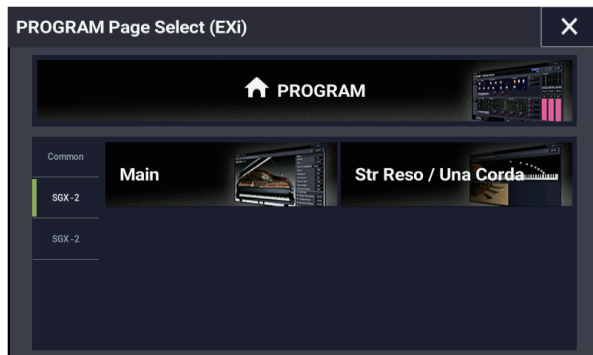 PROGRAM Page Select (EXi)
PROGRAM
Common
Main
Str Reso / Una Corda
SGX -2
SGX -2